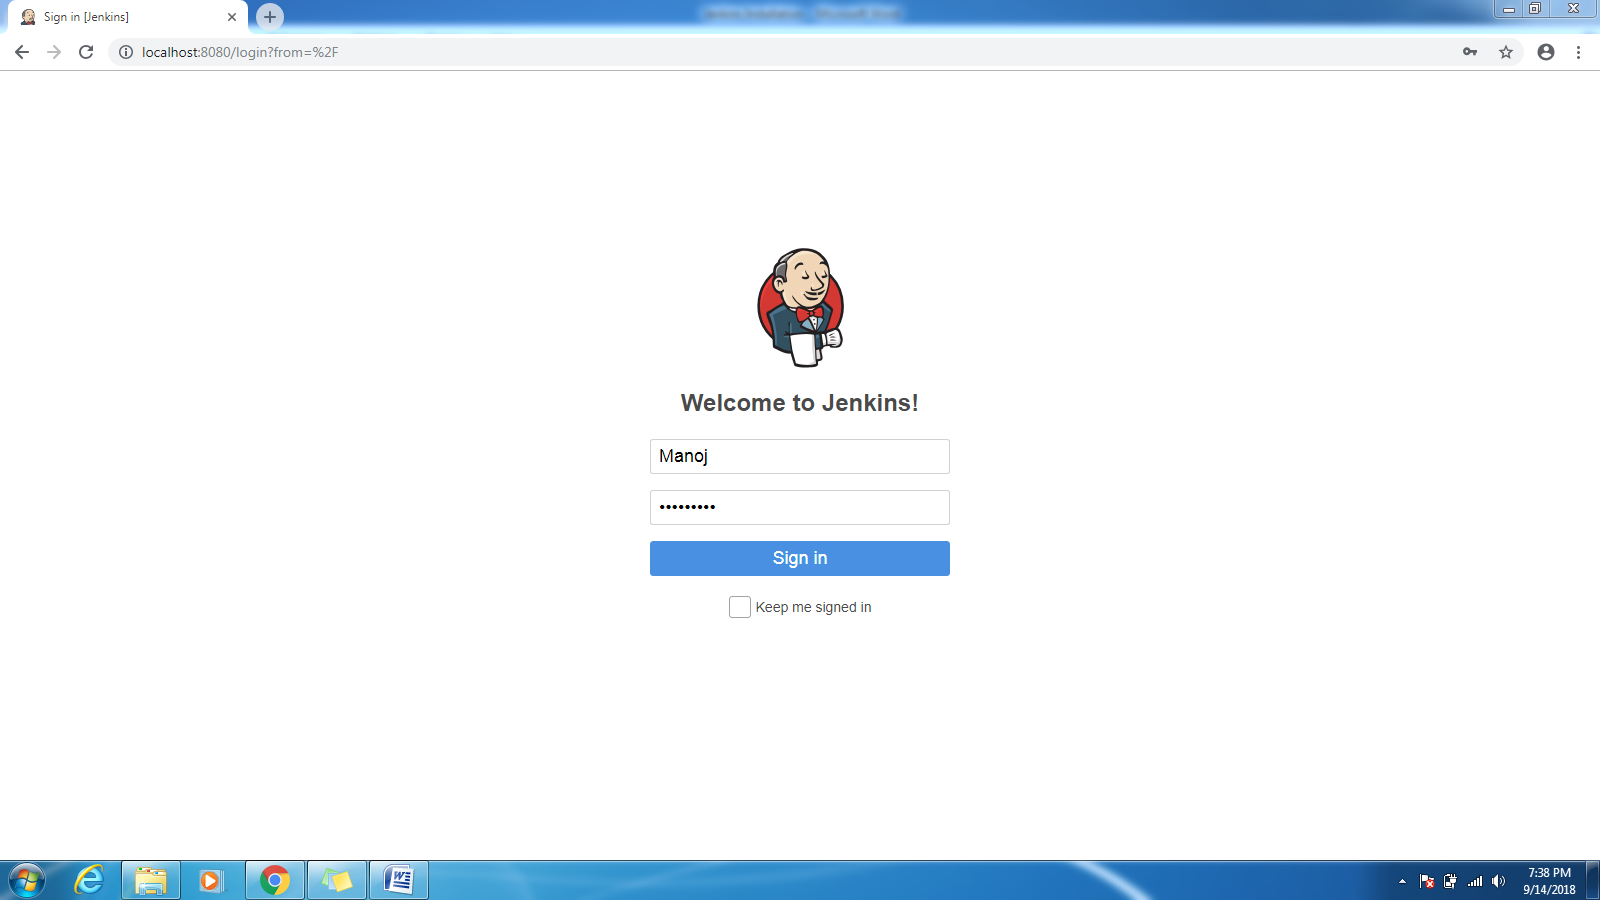 Sign in [Jenkins]
localhost:8080/login?from=%2F
Welcome to Jenkins!
Manoj
•••••••••
Sign in
Keep me signed in
7:38 PM
9/14/2018